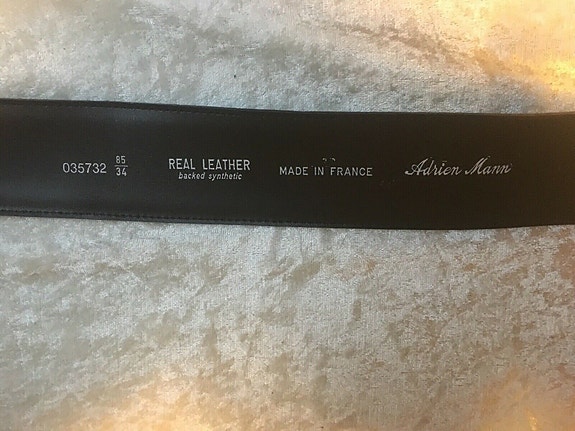 035732 85/34 REAL LEATHER MADE IN FRANCE Adrien Mann
backed synthetic